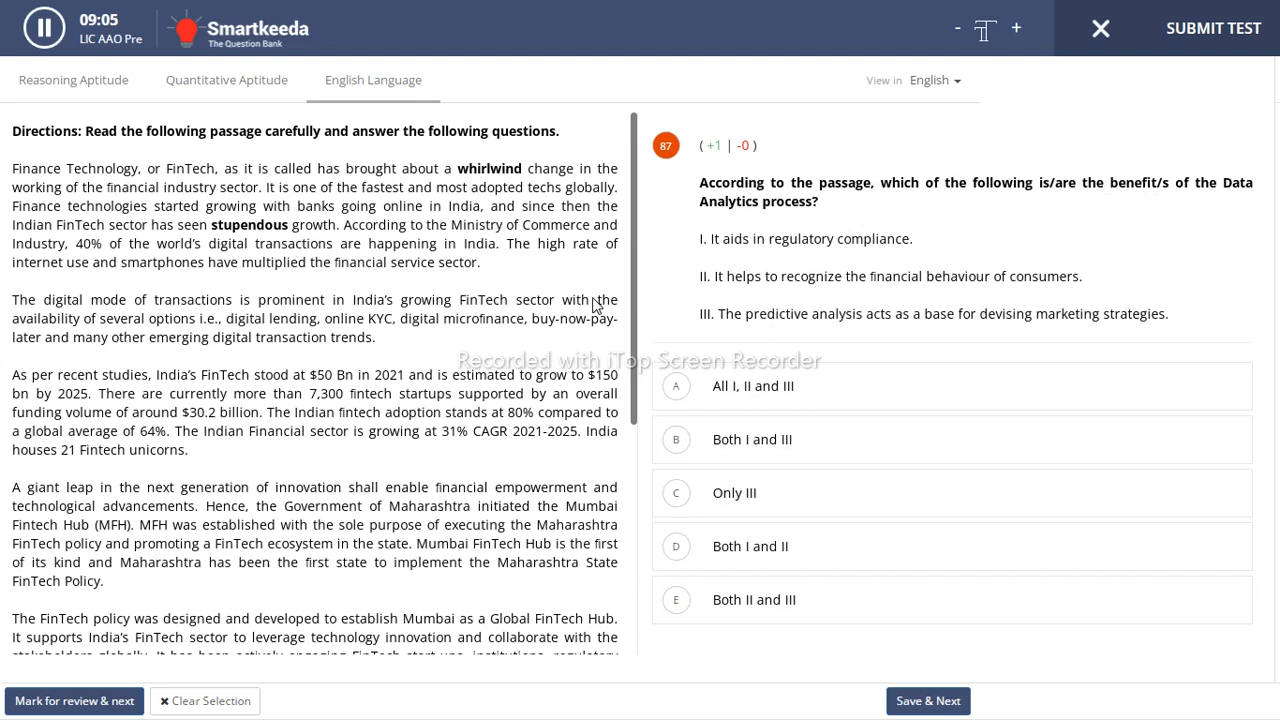 09:05
LIC AAO Pre
Smartkeeda
The Question Bank
- T +
SUBMIT TEST
Reasoning Aptitude
Quantitative Aptitude
English Language
View in English
Directions: Read the following passage carefully and answer the following questions.
Finance Technology, or FinTech, as it is called has brought about a whirlwind change in the
working of the financial industry sector. It is one of the fastest and most adopted techs globally.
Finance technologies started growing with banks going online in India, and since then the
Indian FinTech sector has seen stupendous growth. According to the Ministry of Commerce and
Industry, 40% of the world's digital transactions are happening in India. The high rate of
internet use and smartphones have multiplied the financial service sector.
The digital mode of transactions is prominent in India's growing FinTech sector with the
availability of several options i.e., digital lending, online KYC, digital microfinance, buy-now-pay-
later and many other emerging digital transaction trends.
As per recent studies, India's FinTech stood at $50 Bn in 2021 and is estimated to grow to $150
bn by 2025. There are currently more than 7,300 fintech startups supported by an overall
funding volume of around $30.2 billion. The Indian fintech adoption stands at 80% compared to
a global average of 64%. The Indian Financial sector is growing at 31% CAGR 2021-2025. India
houses 21 Fintech unicorns.
A giant leap in the next generation of innovation shall enable financial empowerment and
technological advancements. Hence, the Government of Maharashtra initiated the Mumbai
Fintech Hub (MFH). MFH was established with the sole purpose of executing the Maharashtra
FinTech policy and promoting a FinTech ecosystem in the state. Mumbai FinTech Hub is the first
of its kind and Maharashtra has been the first state to implement the Maharashtra State
FinTech Policy.
The FinTech policy was designed and developed to establish Mumbai as a Global FinTech Hub.
It supports India's FinTech sector to leverage technology innovation and collaborate with the
stakeholders globally. It has been actively engaging FinTech start-ups, institutions, regulatory
87
( +1 | -0 )
According to the passage, which of the following is/are the benefit/s of the Data
Analytics process?
I. It aids in regulatory compliance.
II. It helps to recognize the financial behaviour of consumers.
III. The predictive analysis acts as a base for devising marketing strategies.
Recorded with iTop Screen Recorder
A All I, II and III
B Both I and III
C Only III
D Both I and II
E Both II and III
Mark for review & next
Clear Selection
Save & Next